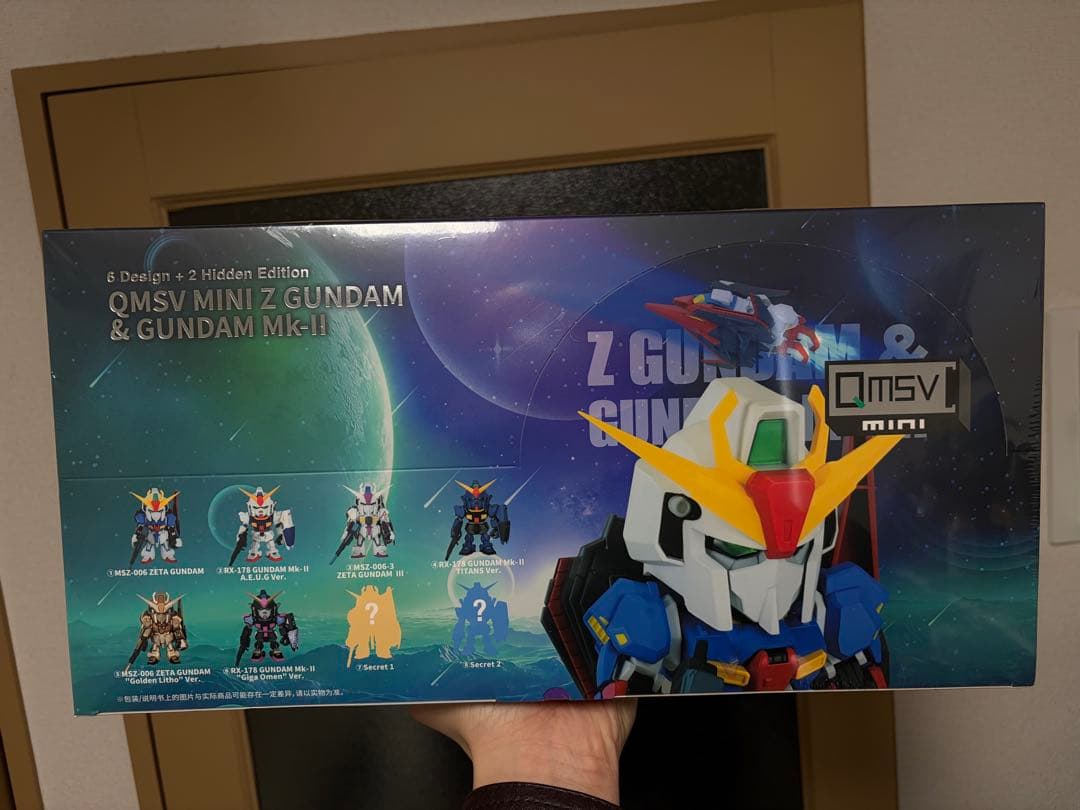 6 Design + 2 Hidden Edition
QMSV MINI Z GUNDAM
& GUNDAM Mk-II
Z GUNDAM &
QMSV
MINI
①MSZ-006 ZETA GUNDAM
②RX-178 GUNDAM Mk-II
A.E.U.G Ver.
③MSZ-006-3
ZETA GUNDAM III
④RX-178 GUNDAM Mk-II
TITANS Ver.
⑤MSZ-006 ZETA GUNDAM
"Golden Litho" Ver.
⑥RX-178 GUNDAM Mk-II
"Giga Omen" Ver.
?
⑦Secret 1
?
⑧Secret 2
※包装/说明书上的图片与实际商品可能存在一定差异,请以实物为准。